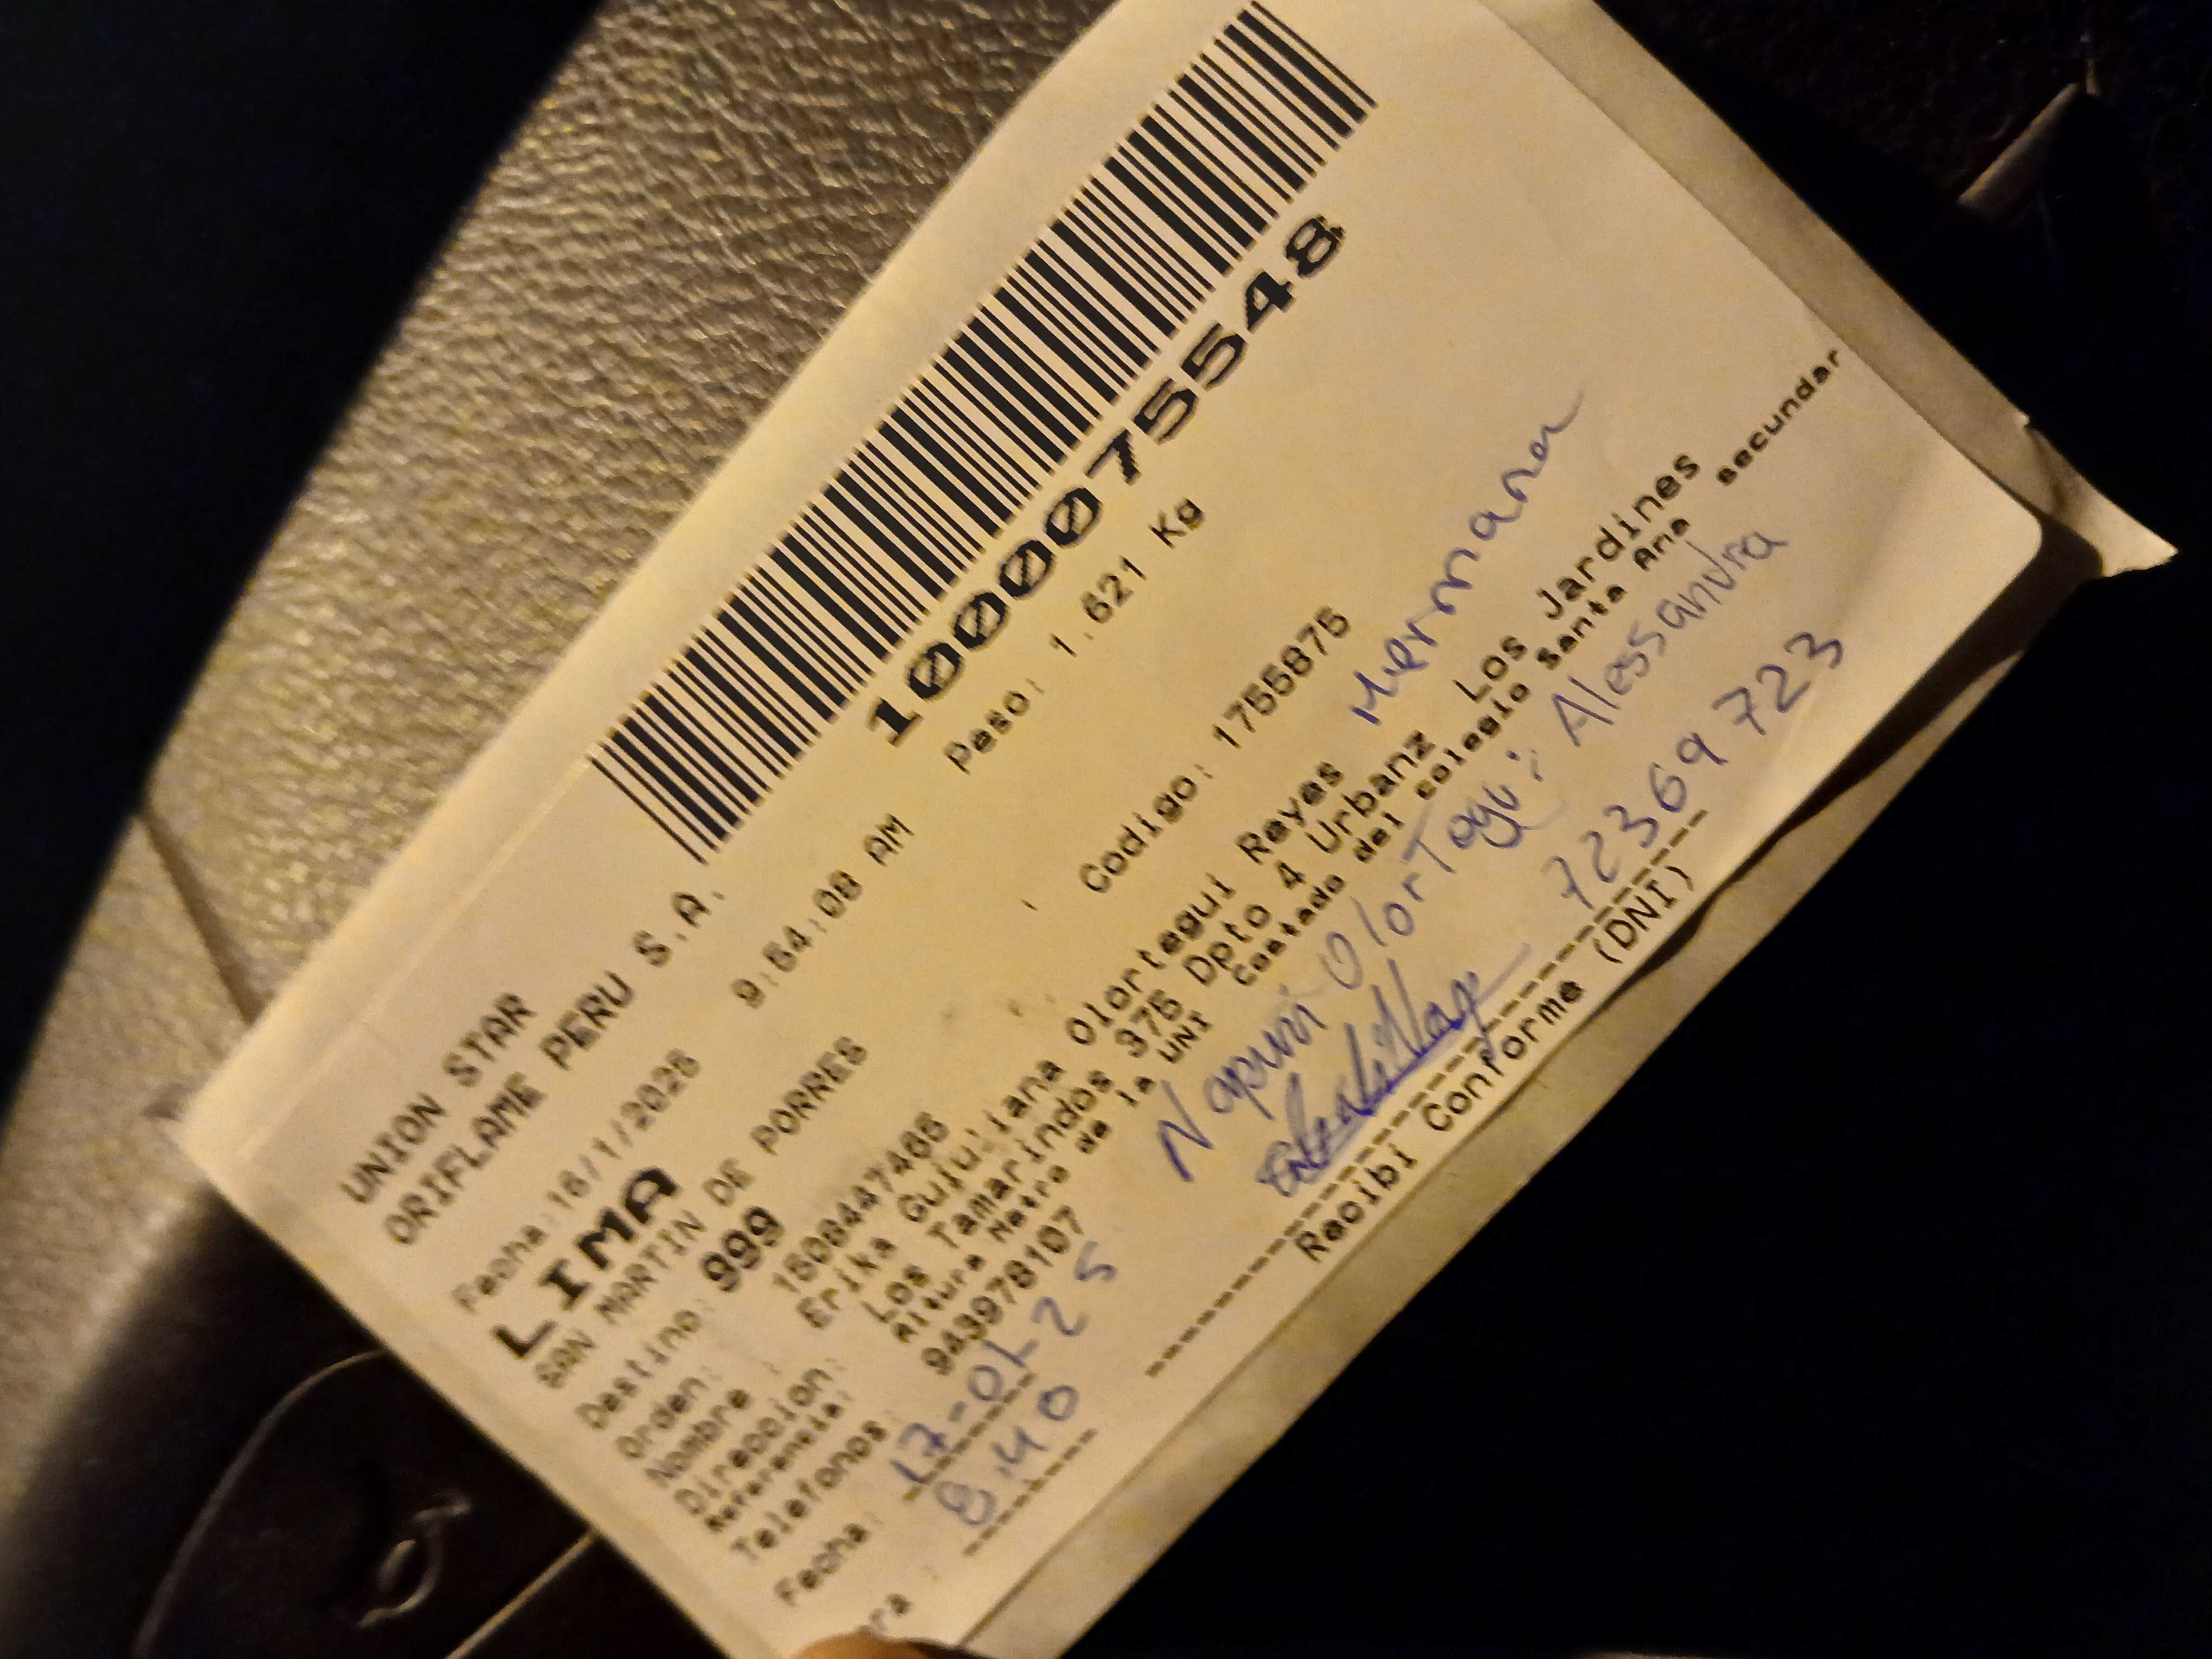 10000755548
UNION STAR
ORIFLAME PERU S.A.
Fecha: 16/1/2025 9:54:08 AM Peso: 1.621 Kg
LIMA
SAN MARTIN DE PORRES
Destino: 999
Orden: 1508447466 Codigo: 1755875
Nombre : Erika Guiuliana Olortegui Reyes Hermana
Direccion: Los Tamarindos 375 Dpto 4 Urbanz Los Jardines
Referencia: Altura Metro de la UNI Costado del colegio Santa Ana secundar
Telefonos: 943978107
Napuri Olortegui Alessandra
Fecha: 17-01-25
72369723
8:40
Recibi Conforme (DNI)